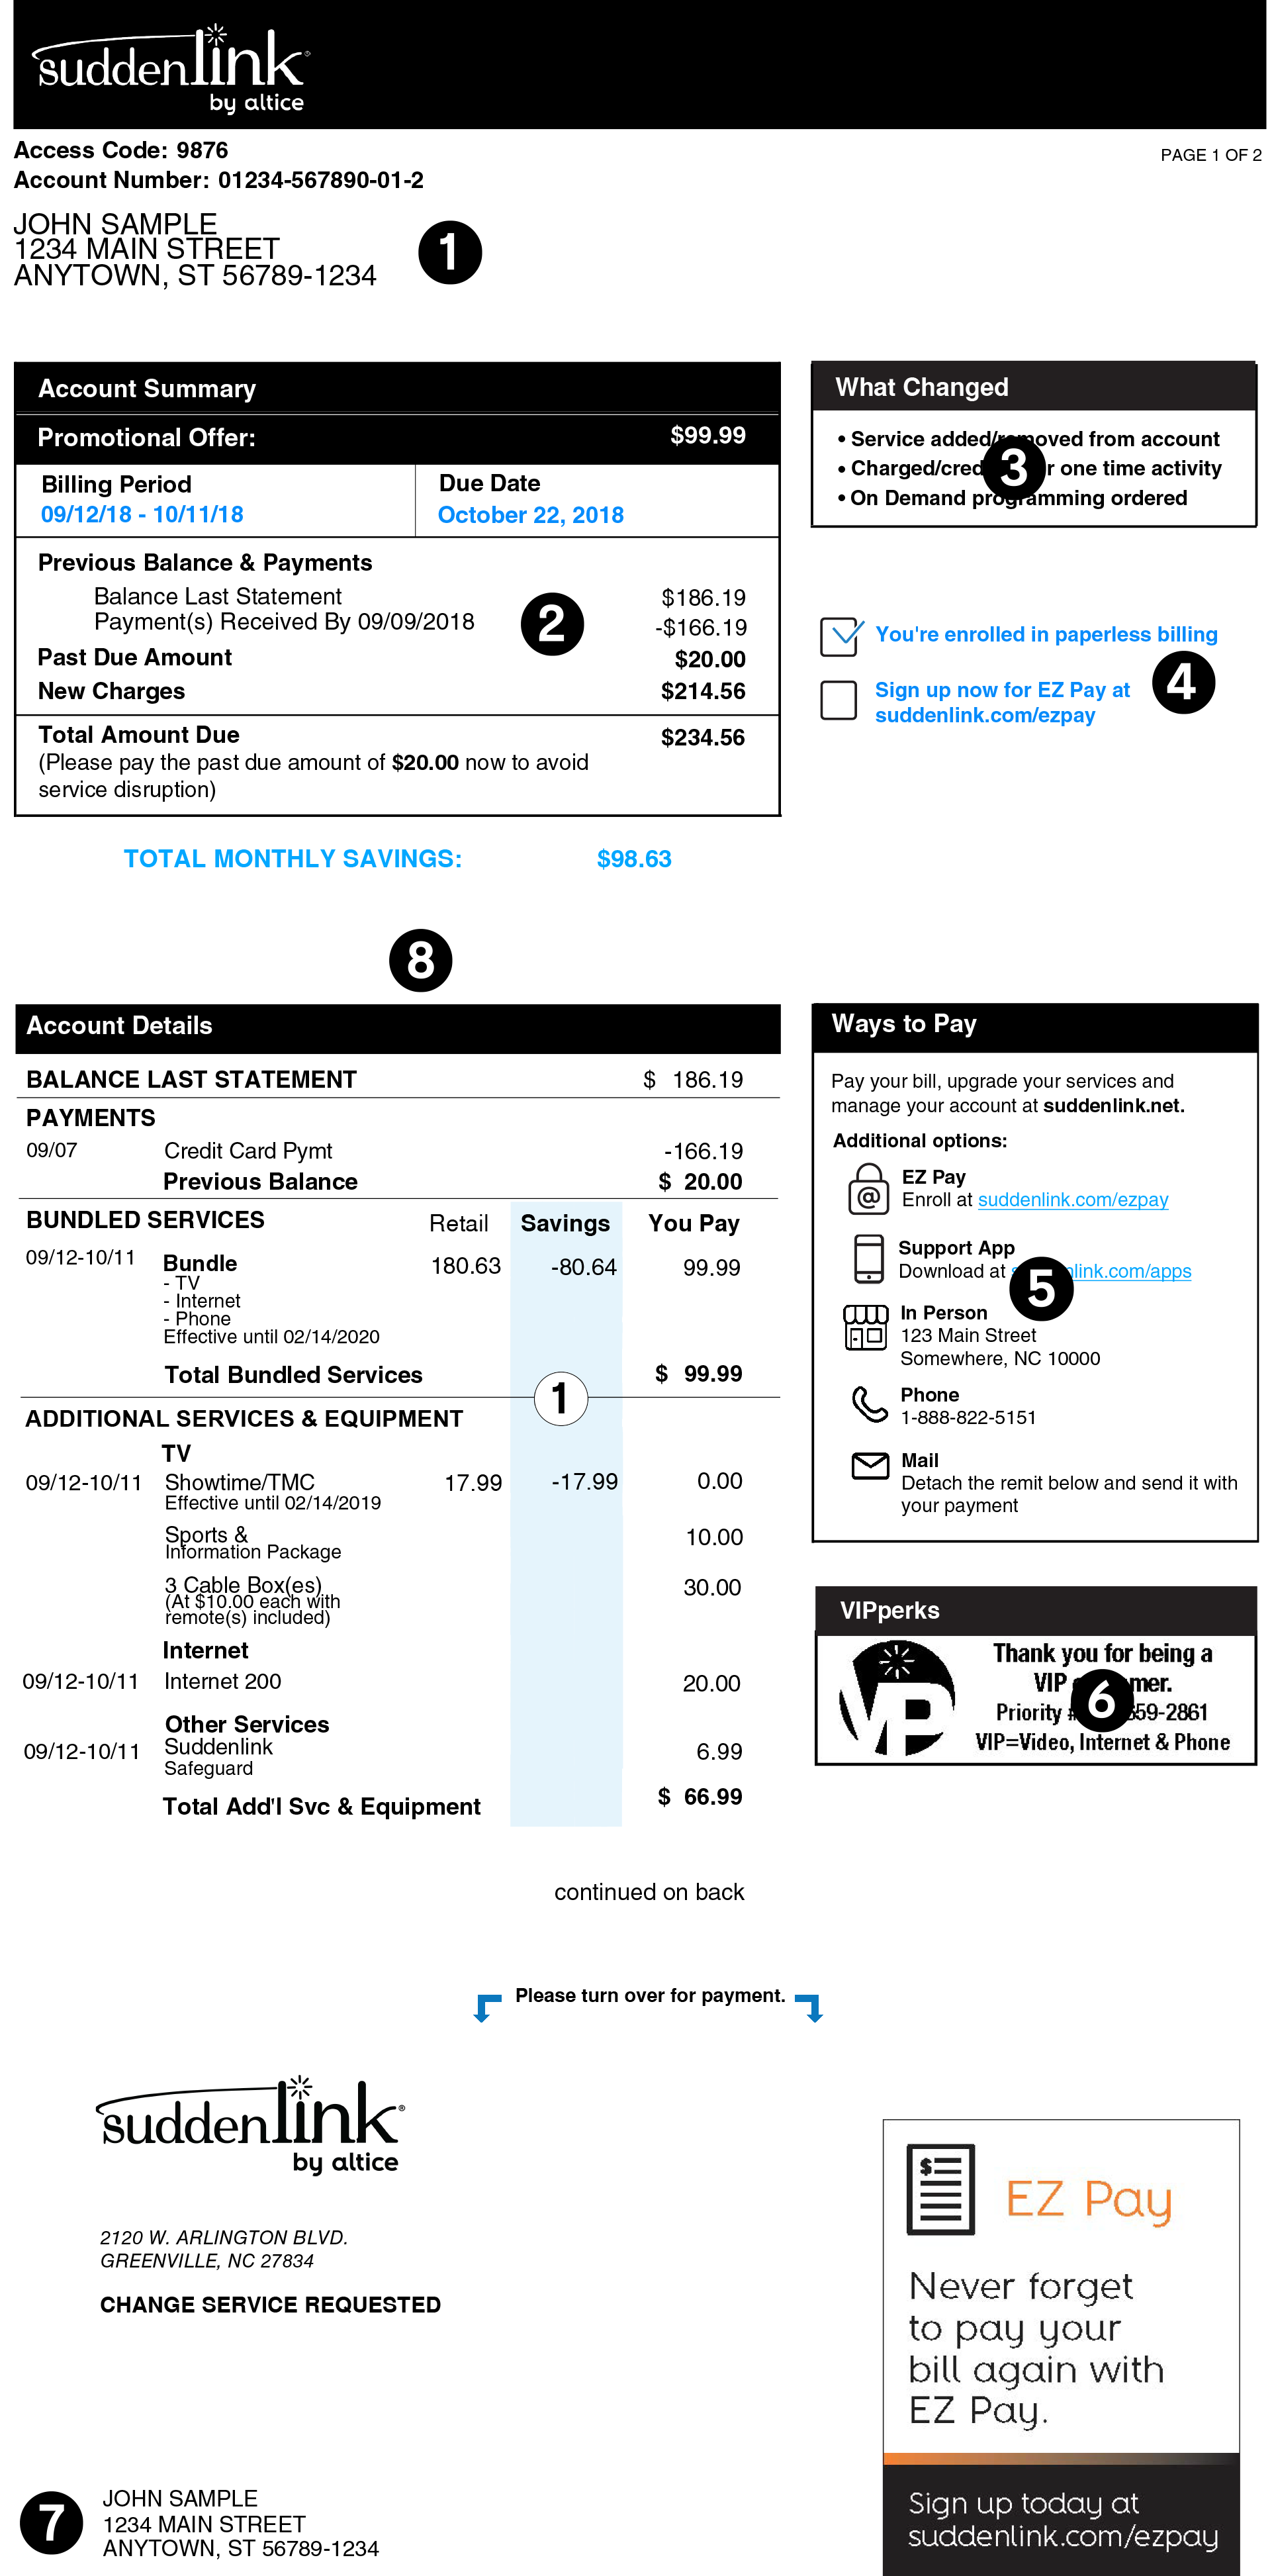 suddenlink
by altice
Access Code: 9876
PAGE 1 OF 2
Account Number: 01234-567890-01-2
JOHN SAMPLE
1234 MAIN STREET
ANYTOWN, ST 56789-1234
1
Account Summary
Promotional Offer: $99.99
Billing Period Due Date
09/12/18 - 10/11/18 October 22, 2018
Previous Balance & Payments
Balance Last Statement $186.19
Payment(s) Received By 09/09/2018 -$166.19
2
Past Due Amount $20.00
New Charges $214.56
Total Amount Due $234.56
(Please pay the past due amount of $20.00 now to avoid
service disruption)
TOTAL MONTHLY SAVINGS: $98.63
What Changed
• Service added/removed from account
• one time activity
• On Demand programming ordered
3
You're enrolled in paperless billing
Sign up now for EZ Pay at
suddenlink.com/ezpay
4
8
Account Details
BALANCE LAST STATEMENT $ 186.19
PAYMENTS
09/07 Credit Card Pymt -166.19
Previous Balance $ 20.00
BUNDLED SERVICES Retail Savings You Pay
09/12-10/11 Bundle 180.63 -80.64 99.99
- TV
- Internet
- Phone
Effective until 02/14/2020
Total Bundled Services $ 99.99
1
ADDITIONAL SERVICES & EQUIPMENT
TV
09/12-10/11 Showtime/TMC 17.99 -17.99 0.00
Effective until 02/14/2019
Sports & 10.00
Information Package
3 Cable Box(es) 30.00
(At $10.00 each with
remote(s) included)
Internet
09/12-10/11 Internet 200 20.00
Other Services
09/12-10/11 Suddenlink 6.99
Safeguard
Total Add'l Svc & Equipment $ 66.99
continued on back
Ways to Pay
Pay your bill, upgrade your services and
manage your account at suddenlink.net.
Additional options:
@
EZ Pay
Enroll at suddenlink.com/ezpay
Support App
Download at
5
In Person
123 Main Street
Somewhere, NC 10000
Phone
1-888-822-5151
Mail
Detach the remit below and send it with
your payment
VIPperks
VIP
Thank you for being a
VIP
Priority
6
VIP=Video, Internet & Phone
Please turn over for payment.
suddenlink®
by altice
2120 W. ARLINGTON BLVD.
GREENVILLE, NC 27834
CHANGE SERVICE REQUESTED
7
JOHN SAMPLE
1234 MAIN STREET
ANYTOWN, ST 56789-1234
$
EZ Pay
Never forget
to pay your
bill again with
EZ Pay.
Sign up today at
suddenlink.com/ezpay